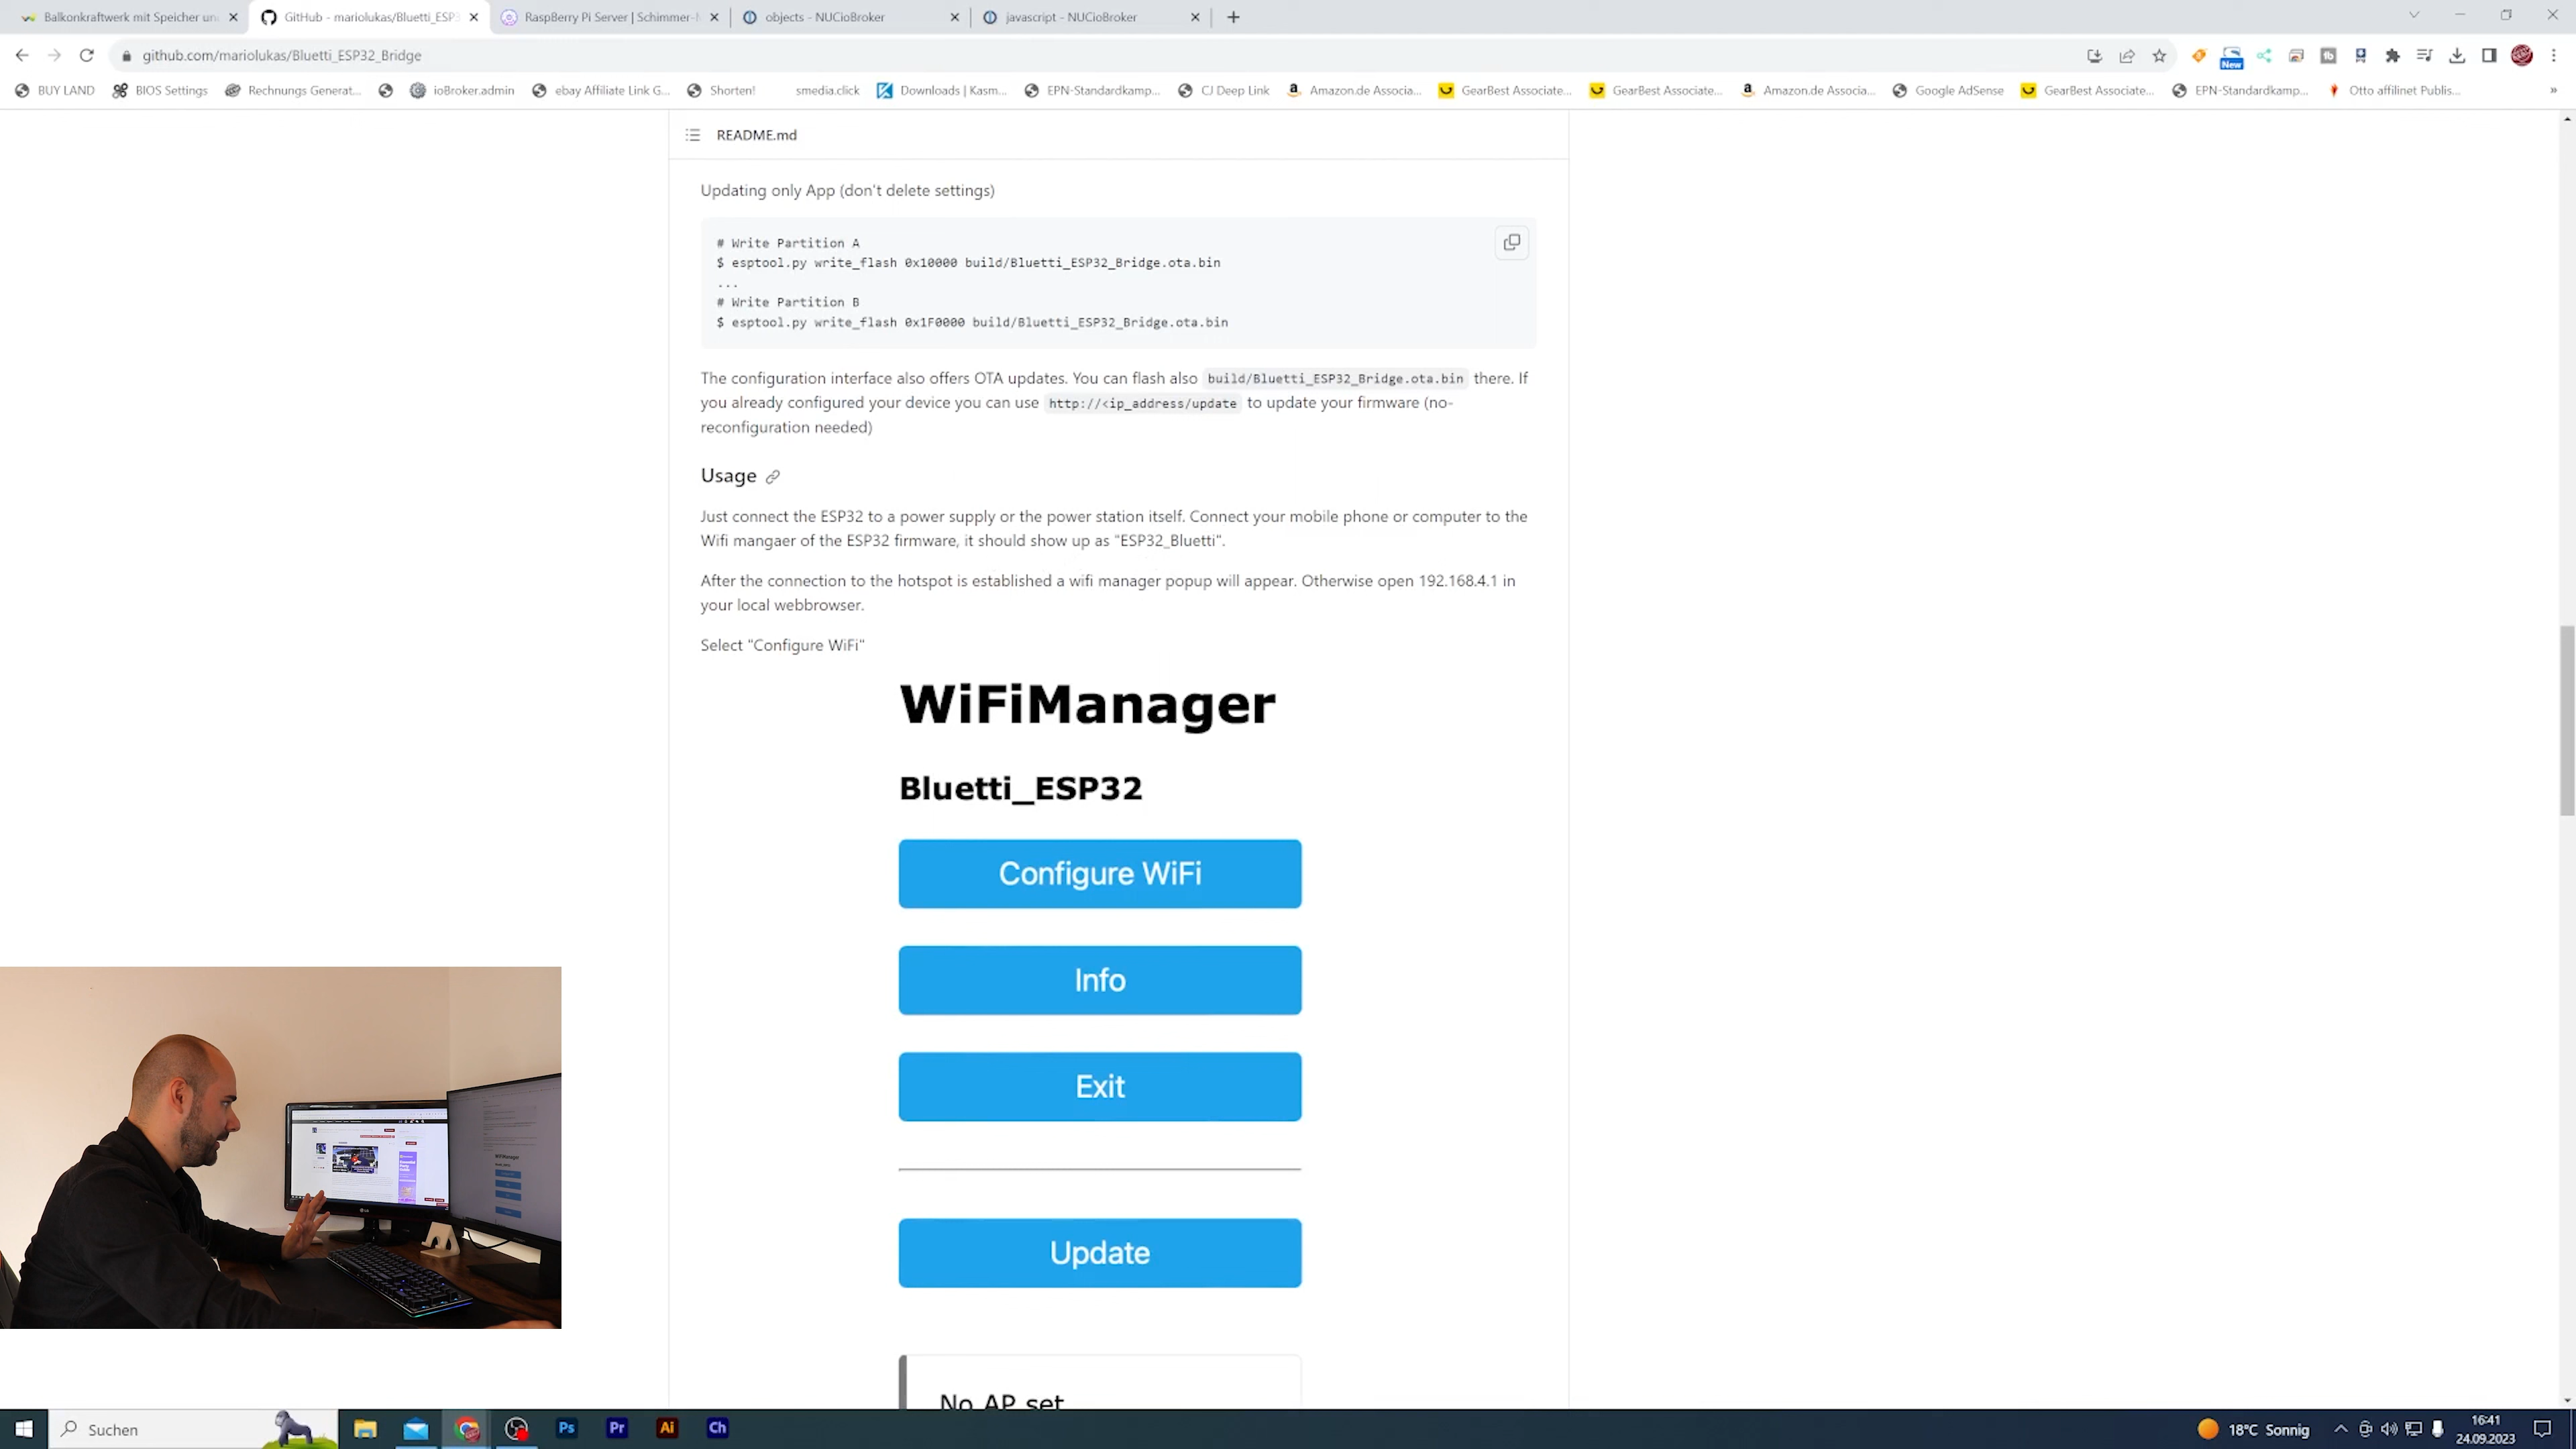 Balkonkraftwerk mit Speicher un
GitHub - mariolukas/Bluetti_ESP3
RaspBerry Pi Server | Schimmer-
objects - NUCioBroker
javascript - NUCioBroker
github.com/mariolukas/Bluetti_ESP32_Bridge
New
BUY LAND
BIOS Settings
Rechnungs Generat...
ioBroker.admin
ebay Affiliate Link G...
Shorten!
smedia.click
Downloads | Kasm...
EPN-Standardkamp...
CJ Deep Link
Amazon.de Associa...
GearBest Associate...
GearBest Associate...
Amazon.de Associa...
Google AdSense
GearBest Associate...
EPN-Standardkamp...
Otto affilinet Publis...
README.md
Updating only App (don't delete settings)
# Write Partition A
$ esptool.py write_flash 0x10000 build/Bluetti_ESP32_Bridge.ota.bin
...
# Write Partition B
$ esptool.py write_flash 0x1F0000 build/Bluetti_ESP32_Bridge.ota.bin
The configuration interface also offers OTA updates. You can flash also build/Bluetti_ESP32_Bridge.ota.bin there. If
you already configured your device you can use http://<ip_address/update to update your firmware (no-
reconfiguration needed)
Usage
Just connect the ESP32 to a power supply or the power station itself. Connect your mobile phone or computer to the
Wifi mangaer of the ESP32 firmware, it should show up as "ESP32_Bluetti".
After the connection to the hotspot is established a wifi manager popup will appear. Otherwise open 192.168.4.1 in
your local webbrowser.
Select "Configure WiFi"
WiFiManager
Bluetti_ESP32
Configure WiFi
Info
Exit
Update
No AP set
Suchen
Ps
Pr
Ai
Ch
18°C Sonnig
16:41
24.09.2023